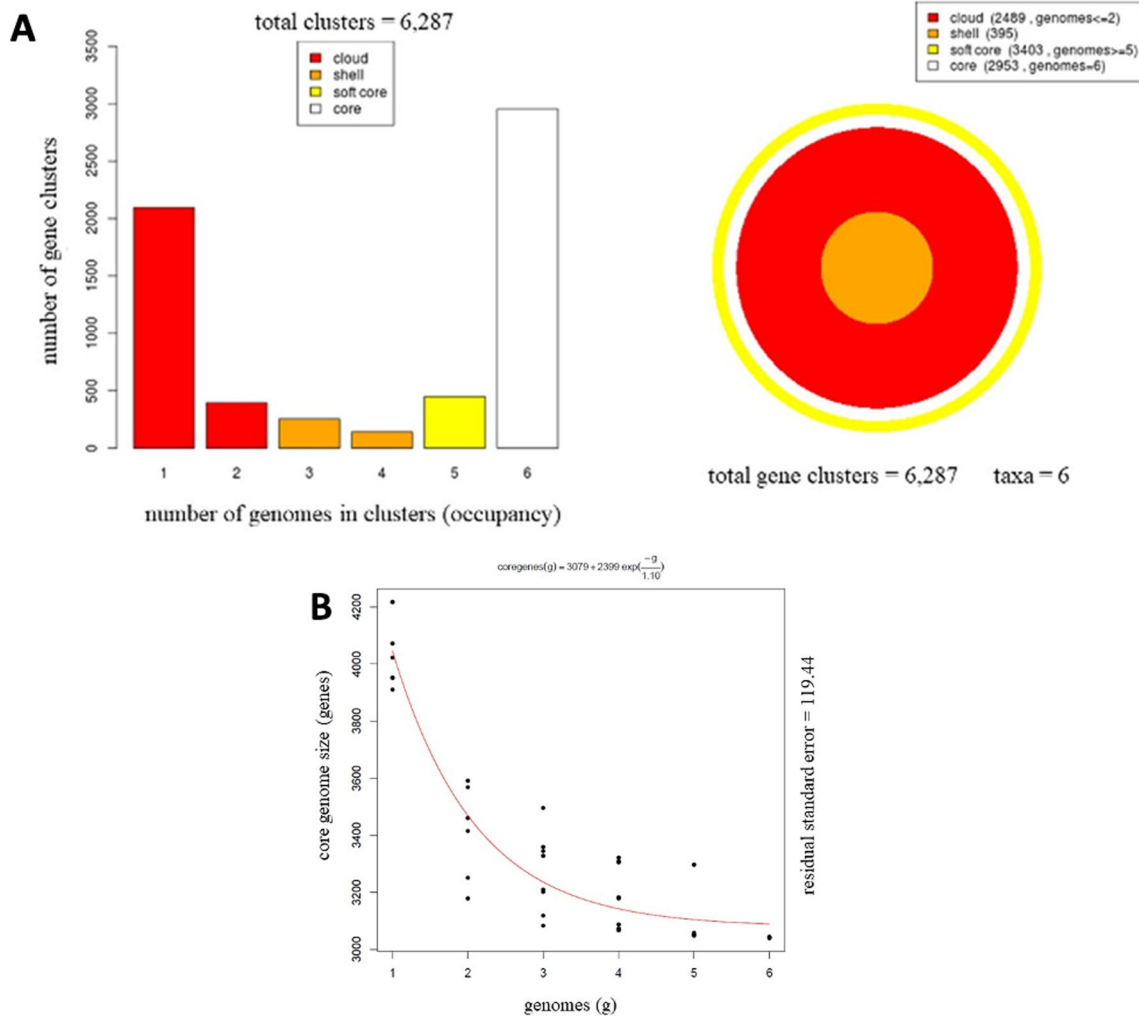 A
total clusters = 6,287
cloud
shell
soft core
core
number of gene clusters
0
500
1000
1500
2000
2500
3000
3500
1 2 3 4 5 6
number of genomes in clusters (occupancy)
cloud (2489 , genomes<=2)
shell (395)
soft core (3403 , genomes>=5)
core (2953 , genomes=6)
total gene clusters = 6,287 taxa = 6
coregenes(g) = 3079 + 2399 exp(−g/1.10)
B
core genome size (genes)
3000
3200
3400
3600
3800
4000
4200
1 2 3 4 5 6
genomes (g)
residual standard error = 119.44